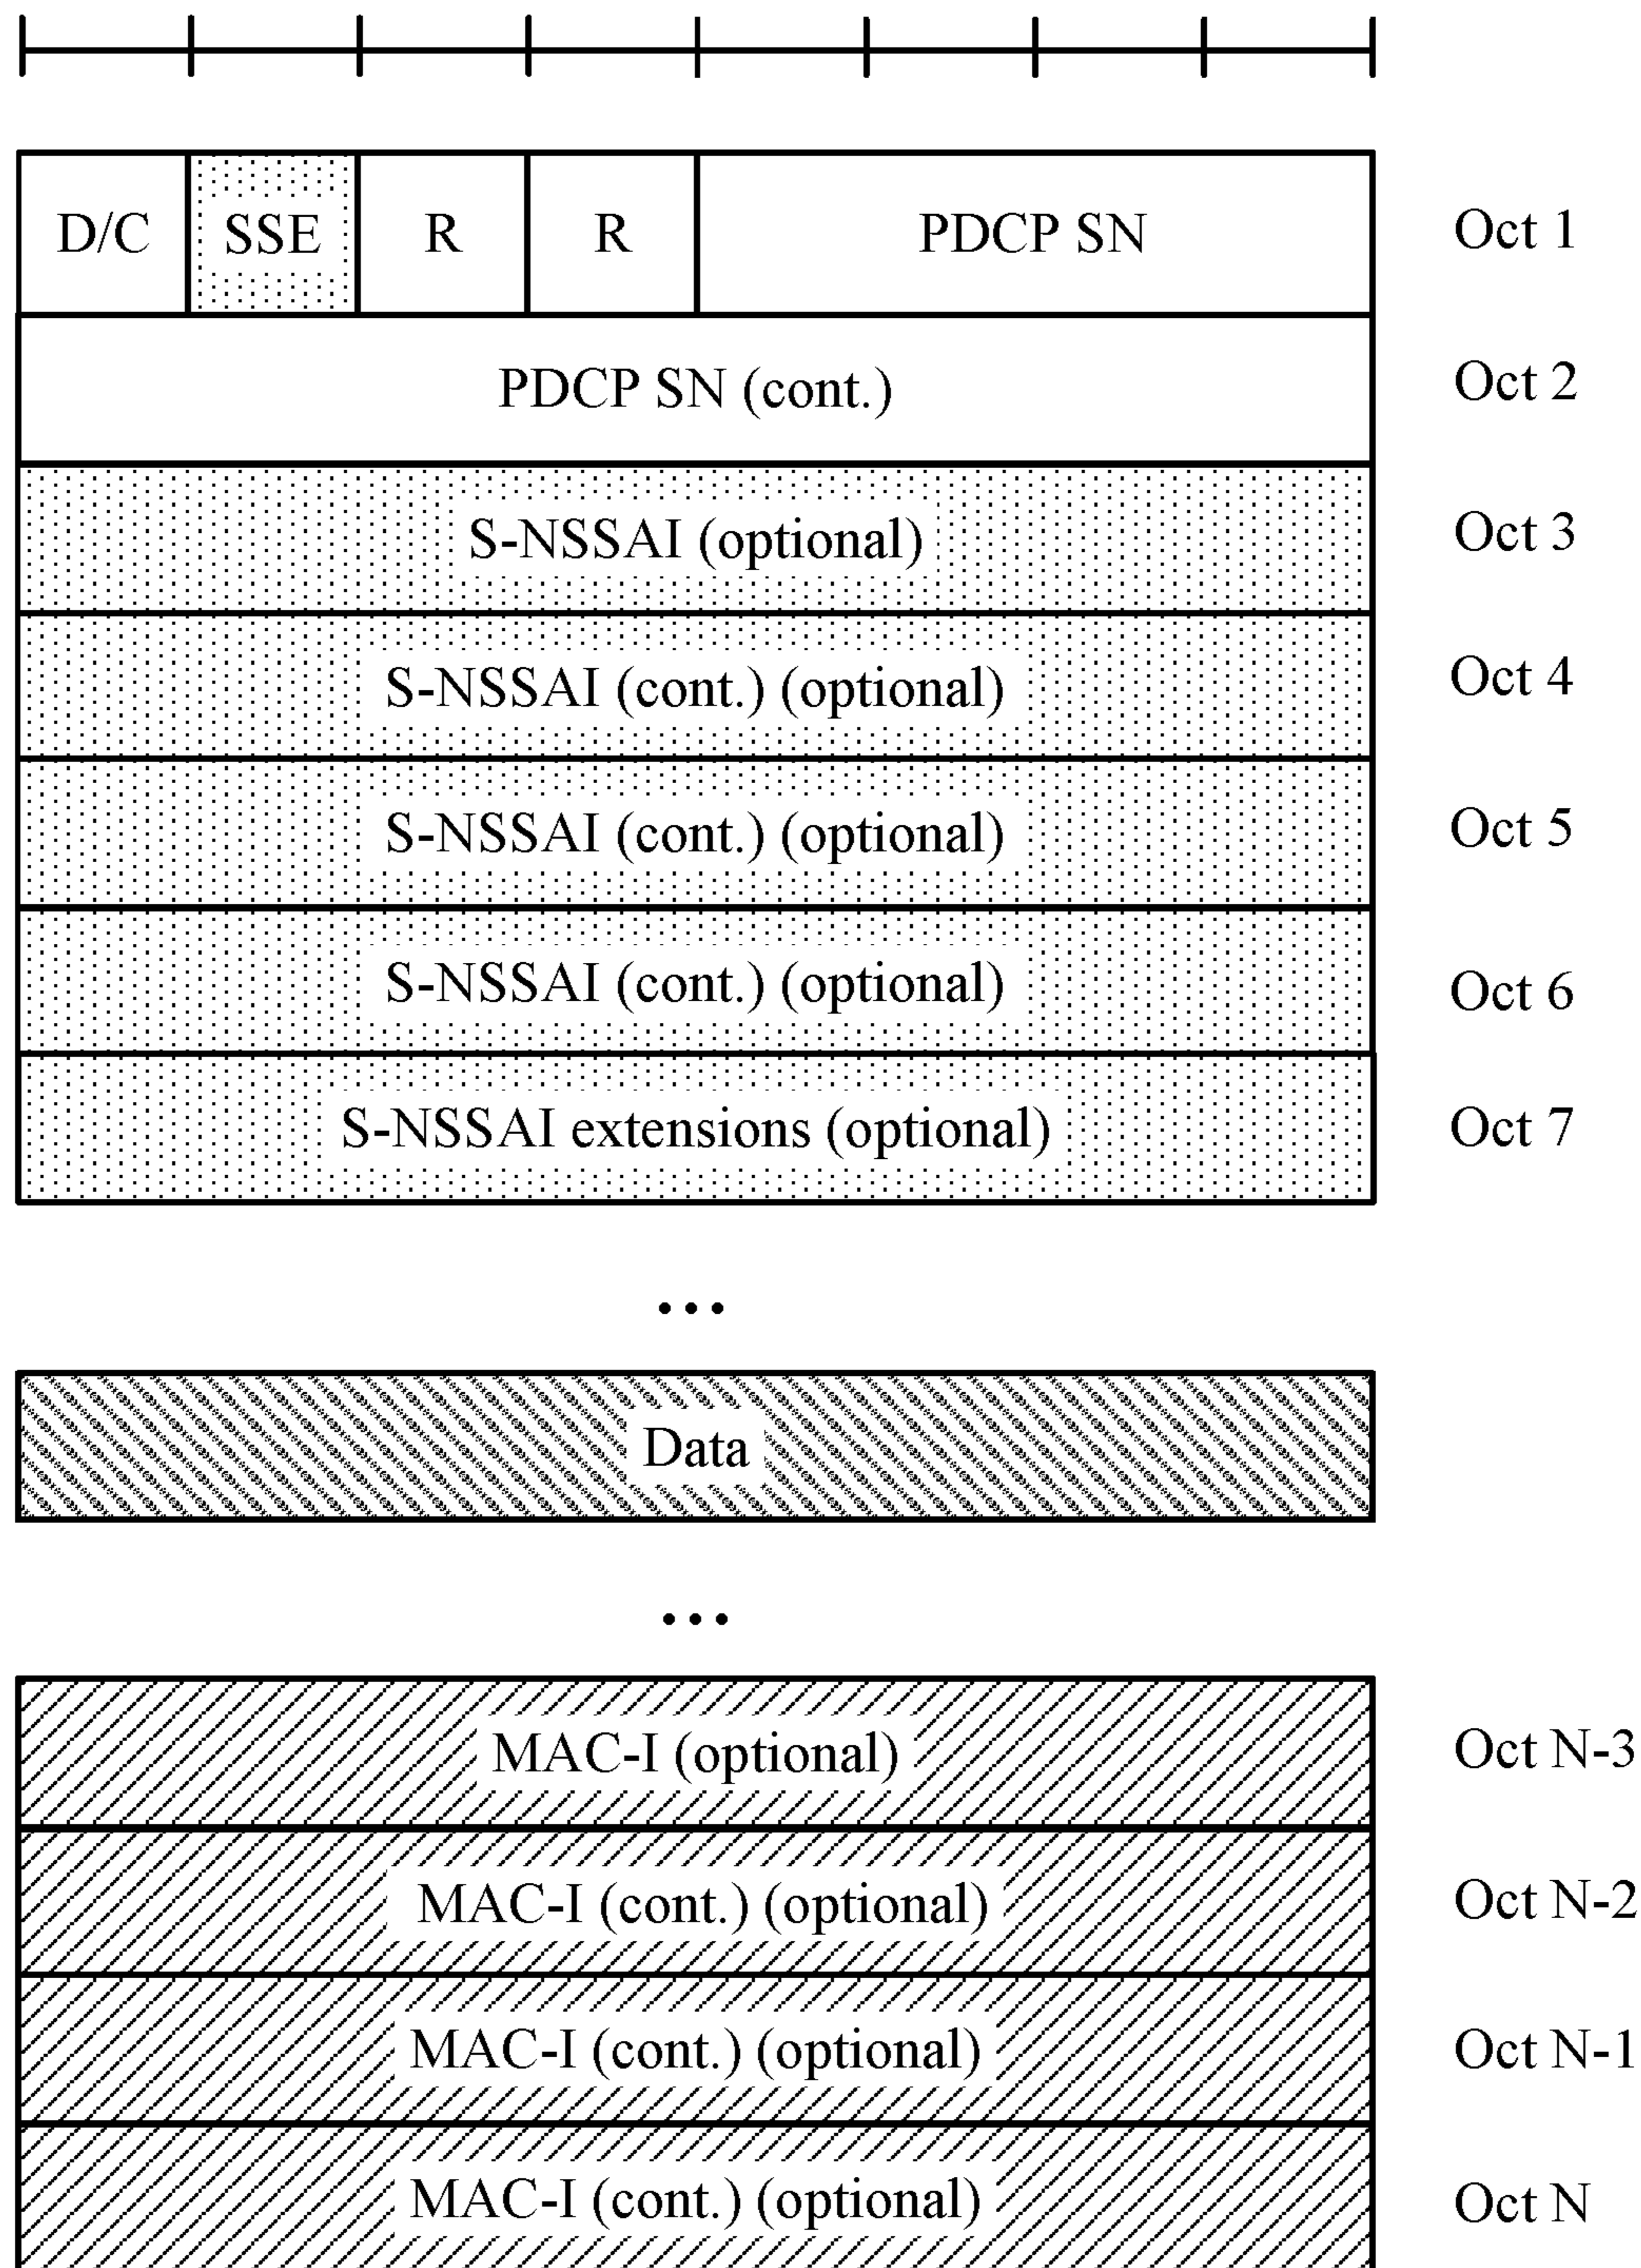 D/C SSE R R PDCP SN Oct 1
PDCP SN (cont.) Oct 2
S-NSSAI (optional) Oct 3
S-NSSAI (cont.) (optional) Oct 4
S-NSSAI (cont.) (optional) Oct 5
S-NSSAI (cont.) (optional) Oct 6
S-NSSAI extensions (optional) Oct 7
...
Data
...
MAC-I (optional) Oct N-3
MAC-I (cont.) (optional) Oct N-2
MAC-I (cont.) (optional) Oct N-1
MAC-I (cont.) (optional) Oct N